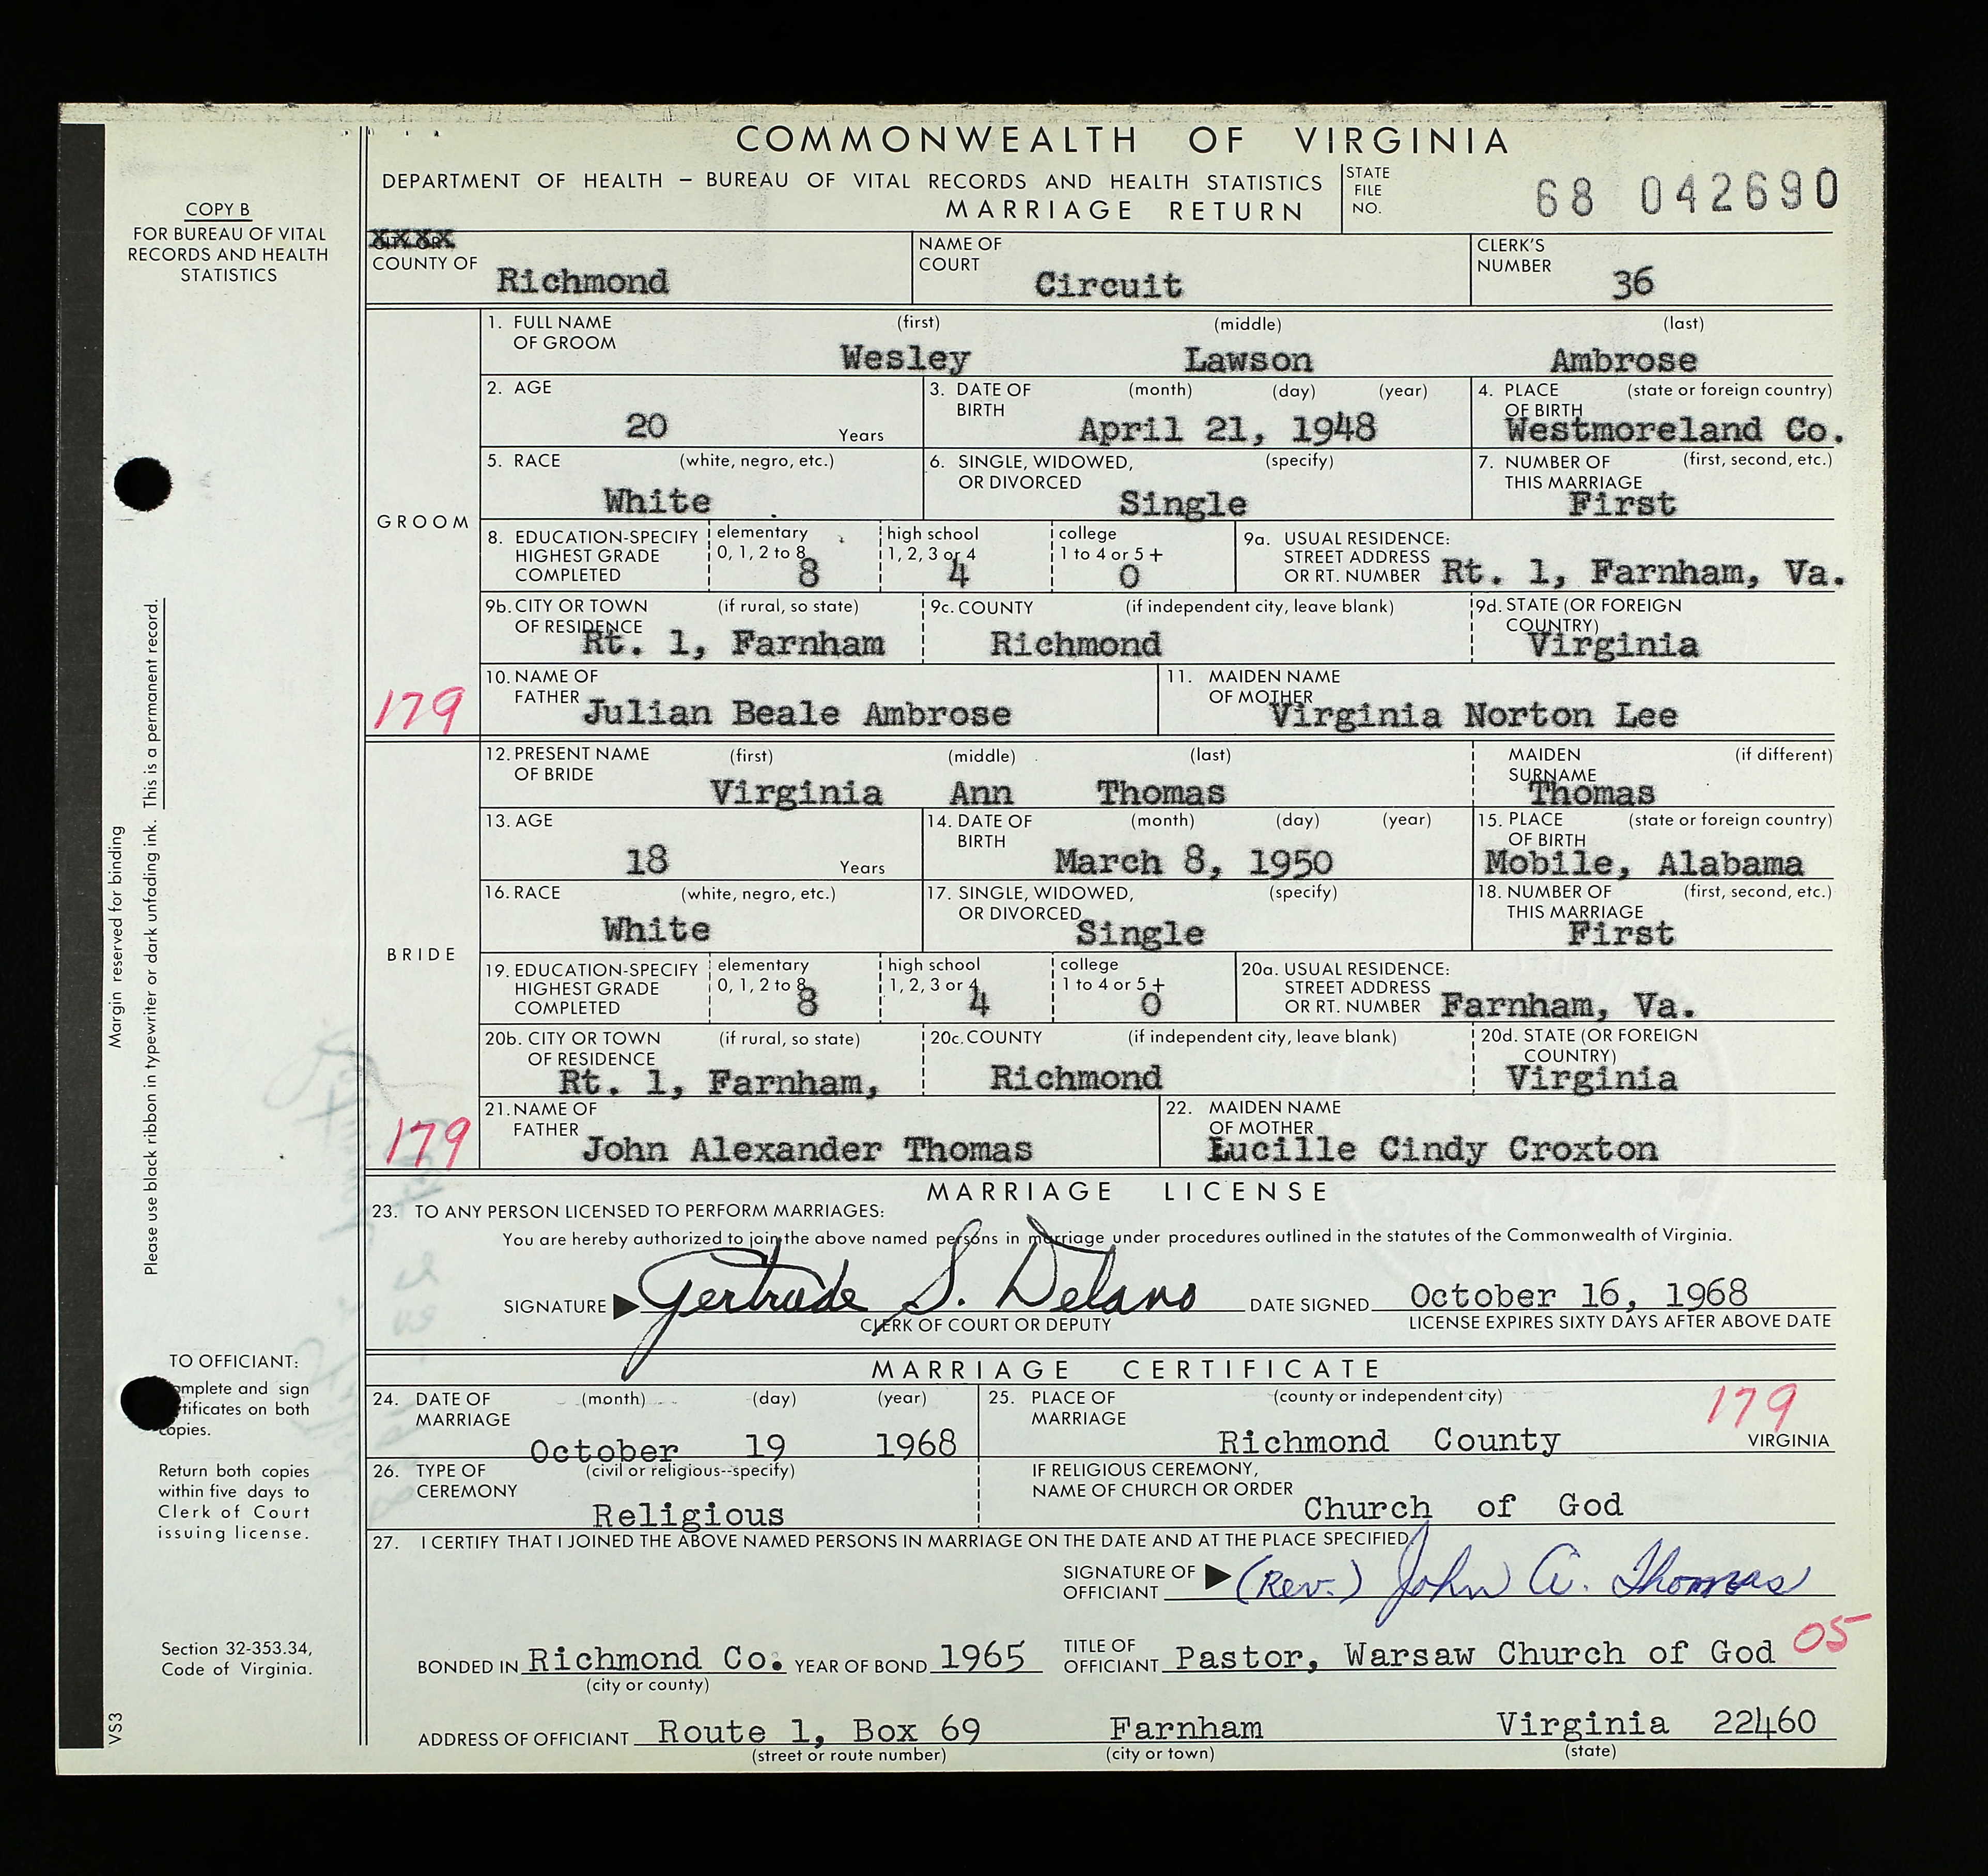 COMMONWEALTH OF VIRGINIA
DEPARTMENT OF HEALTH – BUREAU OF VITAL RECORDS AND HEALTH STATISTICS
MARRIAGE RETURN
STATE FILE NO. 68 042690
COPY B
FOR BUREAU OF VITAL
RECORDS AND HEALTH
STATISTICS
CITY OR
COUNTY OF Richmond
NAME OF COURT Circuit
CLERK'S NUMBER 36
GROOM
1. FULL NAME OF GROOM (first) (middle) (last)
Wesley Lawson Ambrose
2. AGE 20 Years
3. DATE OF BIRTH (month) (day) (year)
April 21, 1948
4. PLACE OF BIRTH (state or foreign country)
Westmoreland Co.
5. RACE (white, negro, etc.)
White
6. SINGLE, WIDOWED, OR DIVORCED (specify)
Single
7. NUMBER OF THIS MARRIAGE (first, second, etc.)
First
8. EDUCATION-SPECIFY HIGHEST GRADE COMPLETED
elementary 0, 1, 2 to 8 8
high school 1, 2, 3 or 4 4
college 1 to 4 or 5+ 0
9a. USUAL RESIDENCE: STREET ADDRESS OR RT. NUMBER Rt. 1, Farnham, Va.
9b. CITY OR TOWN OF RESIDENCE (if rural, so state)
Rt. 1, Farnham
9c. COUNTY (if independent city, leave blank)
Richmond
9d. STATE (OR FOREIGN COUNTRY)
Virginia
179
10. NAME OF FATHER Julian Beale Ambrose
11. MAIDEN NAME OF MOTHER Virginia Norton Lee
BRIDE
12. PRESENT NAME OF BRIDE (first) (middle) (last)
Virginia Ann Thomas
MAIDEN SURNAME (if different)
Thomas
13. AGE 18 Years
14. DATE OF BIRTH (month) (day) (year)
March 8, 1950
15. PLACE OF BIRTH (state or foreign country)
Mobile, Alabama
16. RACE (white, negro, etc.)
White
17. SINGLE, WIDOWED, OR DIVORCED (specify)
Single
18. NUMBER OF THIS MARRIAGE (first, second, etc.)
First
19. EDUCATION-SPECIFY HIGHEST GRADE COMPLETED
elementary 0, 1, 2 to 8 8
high school 1, 2, 3 or 4 4
college 1 to 4 or 5+ 0
20a. USUAL RESIDENCE: STREET ADDRESS OR RT. NUMBER Farnham, Va.
20b. CITY OR TOWN OF RESIDENCE (if rural, so state)
Rt. 1, Farnham,
20c. COUNTY (if independent city, leave blank)
Richmond
20d. STATE (OR FOREIGN COUNTRY)
Virginia
179
21. NAME OF FATHER John Alexander Thomas
22. MAIDEN NAME OF MOTHER Lucille Cindy Croxton
MARRIAGE LICENSE
23. TO ANY PERSON LICENSED TO PERFORM MARRIAGES:
You are hereby authorized to join the above named persons in marriage under procedures outlined in the statutes of the Commonwealth of Virginia.
SIGNATURE Gertrude S. Delano DATE SIGNED October 16, 1968
CLERK OF COURT OR DEPUTY LICENSE EXPIRES SIXTY DAYS AFTER ABOVE DATE
MARRIAGE CERTIFICATE
24. DATE OF MARRIAGE (month) (day) (year)
October 19 1968
25. PLACE OF MARRIAGE (county or independent city)
179
Richmond County VIRGINIA
26. TYPE OF CEREMONY (civil or religious--specify)
Religious
IF RELIGIOUS CEREMONY, NAME OF CHURCH OR ORDER Church of God
27. I CERTIFY THAT I JOINED THE ABOVE NAMED PERSONS IN MARRIAGE ON THE DATE AND AT THE PLACE SPECIFIED.
SIGNATURE OF OFFICIANT (Rev.) John A. Thomas
BONDED IN Richmond Co. YEAR OF BOND 1965
(city or county)
TITLE OF OFFICIANT Pastor, Warsaw Church of God 05
ADDRESS OF OFFICIANT Route 1, Box 69 Farnham Virginia 22460
(street or route number) (city or town) (state)
Margin reserved for binding
Please use black ribbon in typewriter or dark unfading ink. This is a permanent record.
TO OFFICIANT:
omplete and sign
rtificates on both
copies.
Return both copies
within five days to
Clerk of Court
issuing license.
Section 32-353.34,
Code of Virginia.
VS3